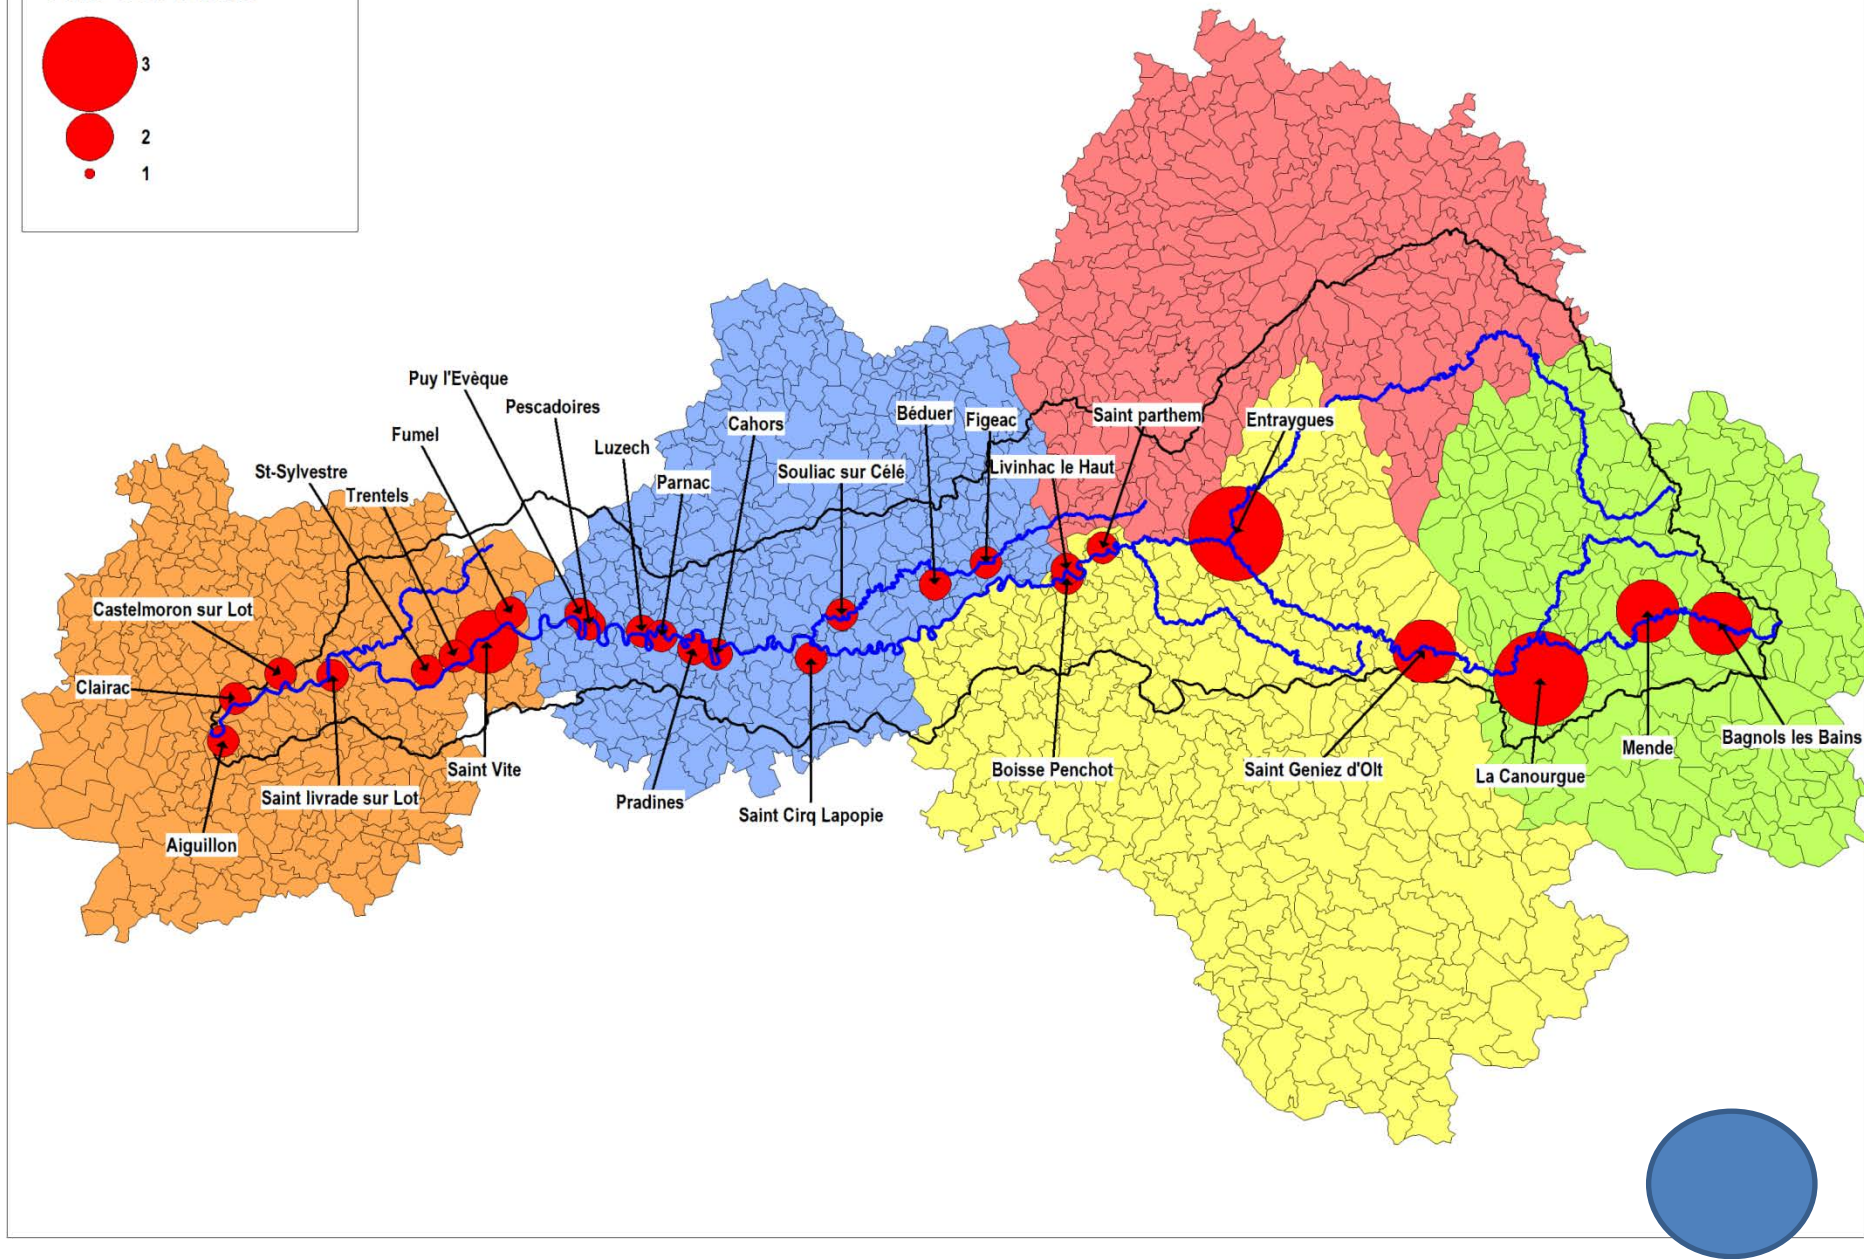 3
2
1
Puy l'Evèque
Pescadoires
Fumel
Luzech
Cahors
Béduer
Figeac
Saint parthem
Entraygues
St-Sylvestre
Trentels
Parnac
Souliac sur Célé
Livinhac le Haut
Castelmoron sur Lot
Clairac
Saint Vite
Saint livrade sur Lot
Aiguillon
Pradines
Saint Cirq Lapopie
Boisse Penchot
Saint Geniez d'Olt
La Canourgue
Mende
Bagnols les Bains